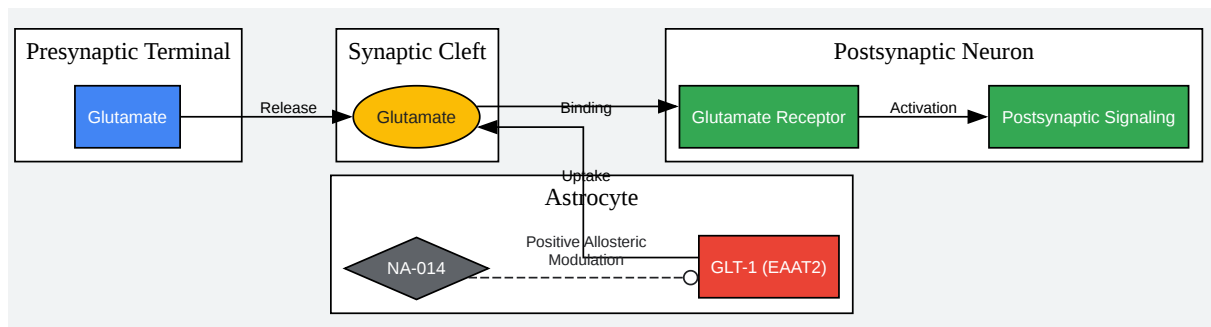 Presynaptic Terminal
Glutamate
Release
Synaptic Cleft
Glutamate
Binding
Postsynaptic Neuron
Glutamate Receptor
Activation
Postsynaptic Signaling
Uptake
Astrocyte
NA-014
Positive Allosteric
Modulation
GLT-1 (EAAT2)